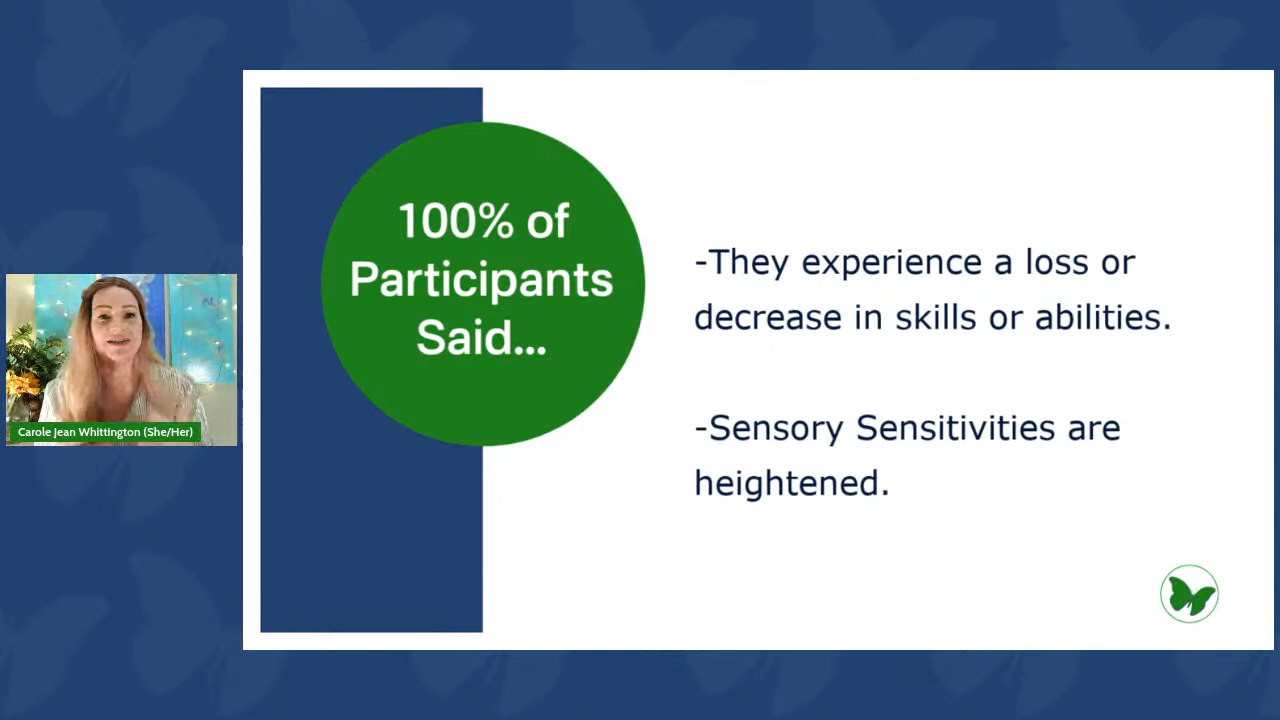 100% of
Participants
Said...
-They experience a loss or
decrease in skills or abilities.
-Sensory Sensitivities are
heightened.
Carole Jean Whittington (She/Her)